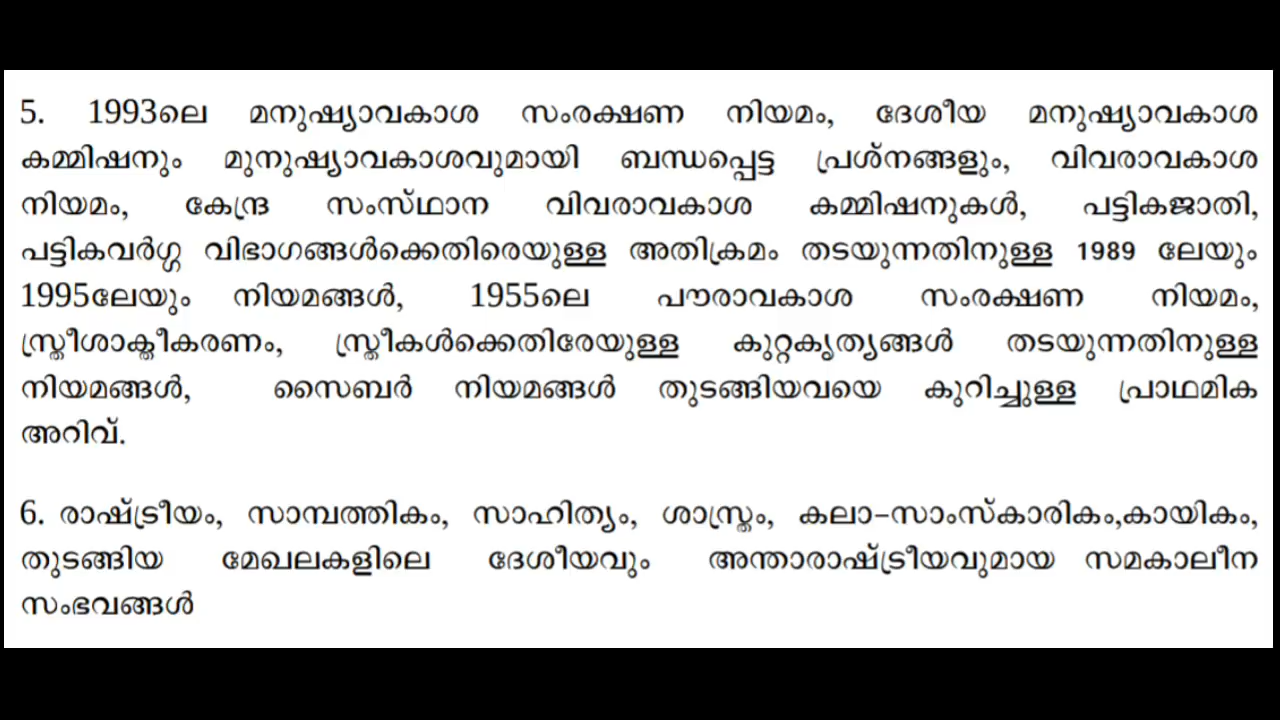 5. 1993ലെ മനുഷ്യാവകാശ സംരക്ഷണ നിയമം, ദേശീയ മനുഷ്യാവകാശ
കമ്മിഷനും മുനുഷ്യാവകാശവുമായി ബന്ധപ്പെട്ട പ്രശ്നങ്ങളും, വിവരാവകാശ
നിയമം, കേന്ദ്ര സംസ്ഥാന വിവരാവകാശ കമ്മിഷനുകൾ, പട്ടികജാതി,
പട്ടികവർഗ്ഗ വിഭാഗങ്ങൾക്കെതിരെയുള്ള അതിക്രമം തടയുന്നതിനുള്ള 1989 ലേയും
1995ലേയും നിയമങ്ങൾ, 1955ലെ പൗരാവകാശ സംരക്ഷണ നിയമം,
സ്ത്രീശാക്തീകരണം, സ്ത്രീകൾക്കെതിരേയുള്ള കുറ്റകൃത്യങ്ങൾ തടയുന്നതിനുള്ള
നിയമങ്ങൾ, സൈബർ നിയമങ്ങൾ തുടങ്ങിയവയെ കുറിച്ചുള്ള പ്രാഥമിക
അറിവ്.
6. രാഷ്ട്രീയം, സാമ്പത്തികം, സാഹിത്യം, ശാസ്ത്രം, കലാ-സാംസ്കാരികം,കായികം,
തുടങ്ങിയ മേഖലകളിലെ ദേശീയവും അന്താരാഷ്ട്രീയവുമായ സമകാലീന
സംഭവങ്ങൾ